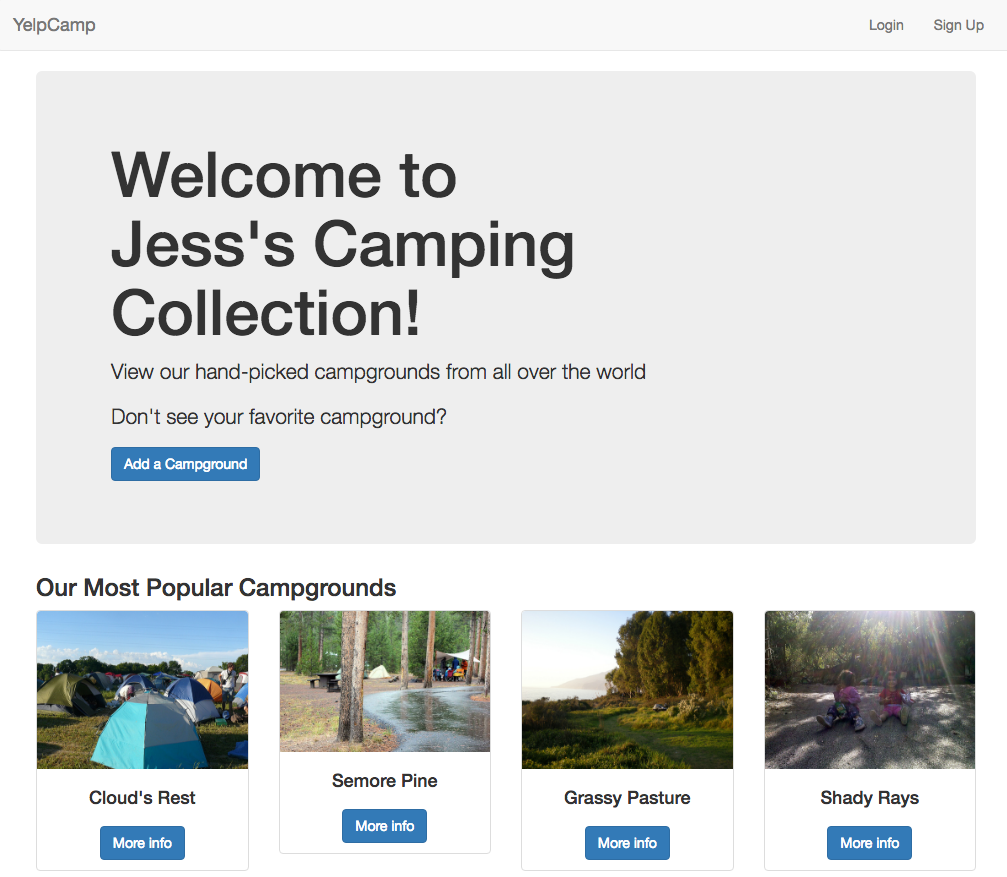 YelpCamp Login Sign Up
Welcome to
Jess's Camping
Collection!
View our hand-picked campgrounds from all over the world
Don't see your favorite campground?
Add a Campground
Our Most Popular Campgrounds
Cloud's Rest
More info
Semore Pine
More info
Grassy Pasture
More info
Shady Rays
More info